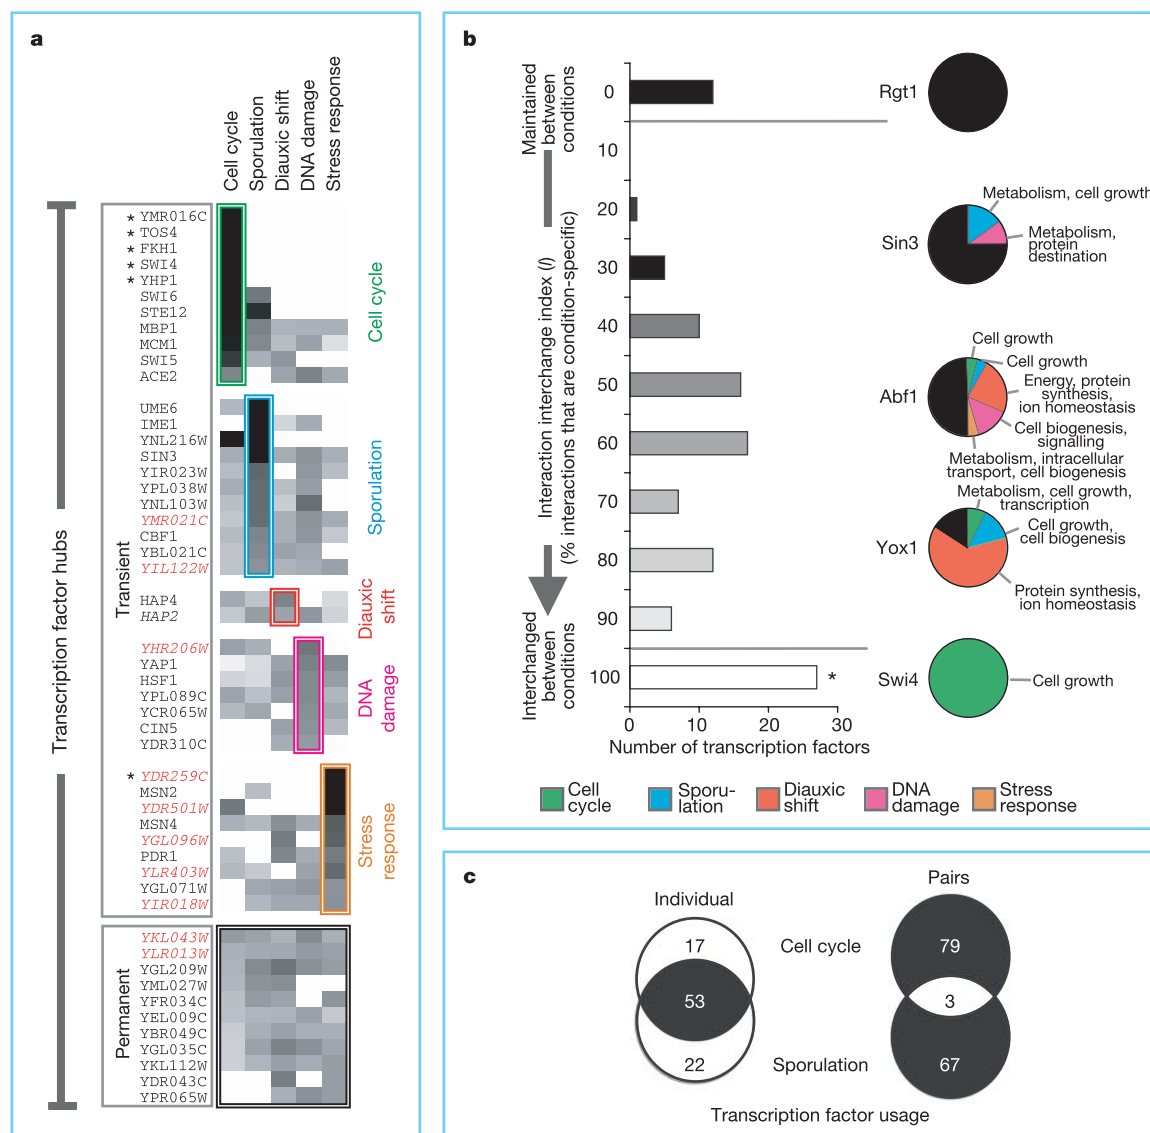 a
Cell cycle
Sporulation
Diauxic shift
DNA damage
Stress response
Transcription factor hubs
Transient
* YMR016C
* TOS4
* FKH1
* SWI4
* YHP1
SWI6
STE12
MBP1
MCM1
SWI5
ACE2
Cell cycle
UME6
IME1
YNL216W
SIN3
YIR023W
YPL038W
YNL103W
YMR021C
CBF1
YBL021C
YIL122W
Sporulation
HAP4
HAP2
Diauxic
shift
YHR206W
YAP1
HSF1
YPL089C
YCR065W
CIN5
YDR310C
DNA
damage
* YDR259C
MSN2
YDR501W
MSN4
YGL096W
PDR1
YLR403W
YGL071W
YIR018W
Stress
response
Permanent
YKL043W
YLR013W
YGL209W
YML027W
YFR034C
YEL009C
YBR049C
YGL035C
YKL112W
YDR043C
YPR065W
b
Maintained
between
conditions
Interaction interchange index (I)
(% interactions that are condition-specific)
Interchanged
between
conditions
0
10
20
30
40
50
60
70
80
90
100
*
0 10 20 30
Number of transcription factors
Rgt1
Sin3
Metabolism, cell growth
Metabolism,
protein
destination
Abf1
Cell growth
Cell growth
Energy, protein
synthesis,
ion homeostasis
Cell biogenesis,
signalling
Metabolism, intracellular
transport, cell biogenesis
Yox1
Metabolism, cell growth,
transcription
Cell growth,
cell biogenesis
Protein synthesis,
ion homeostasis
Swi4
Cell growth
Cell
cycle
Sporu-
lation
Diauxic
shift
DNA
damage
Stress
response
c
Individual
Pairs
17
Cell cycle
79
53
3
22
Sporulation
67
Transcription factor usage